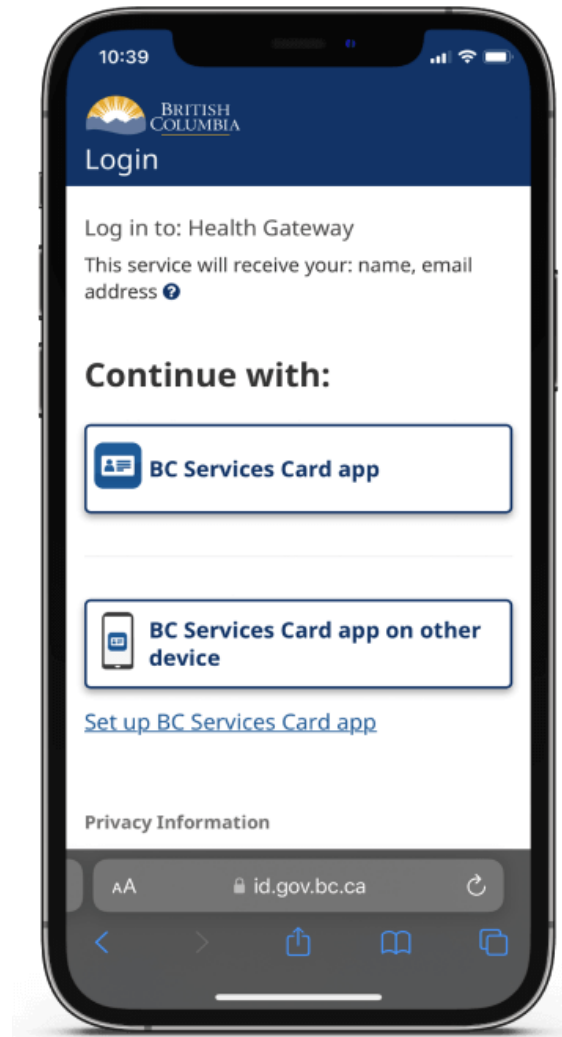 10:39
BRITISH
COLUMBIA
Login
Log in to: Health Gateway
This service will receive your: name, email
address ?
Continue with:
BC Services Card app
BC Services Card app on other
device
Set up BC Services Card app
Privacy Information
AA id.gov.bc.ca